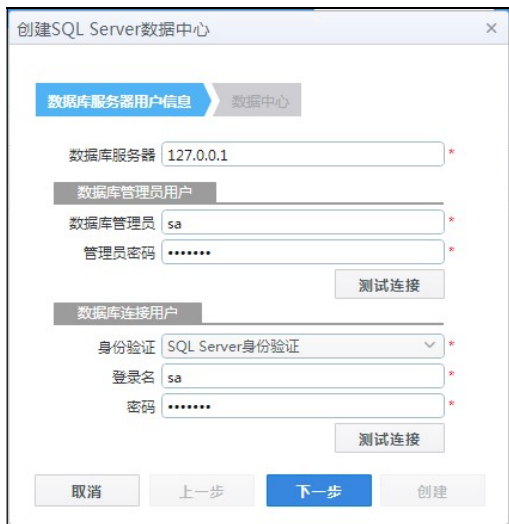 创建SQL Server数据中心 ×
数据库服务器用户信息 数据中心
数据库服务器 127.0.0.1 *
数据库管理员用户
数据库管理员 sa *
管理员密码 ••••••• *
测试连接
数据库连接用户
身份验证 SQL Server身份验证 *
登录名 sa *
密码 ••••••• *
测试连接
取消 上一步 下一步 创建